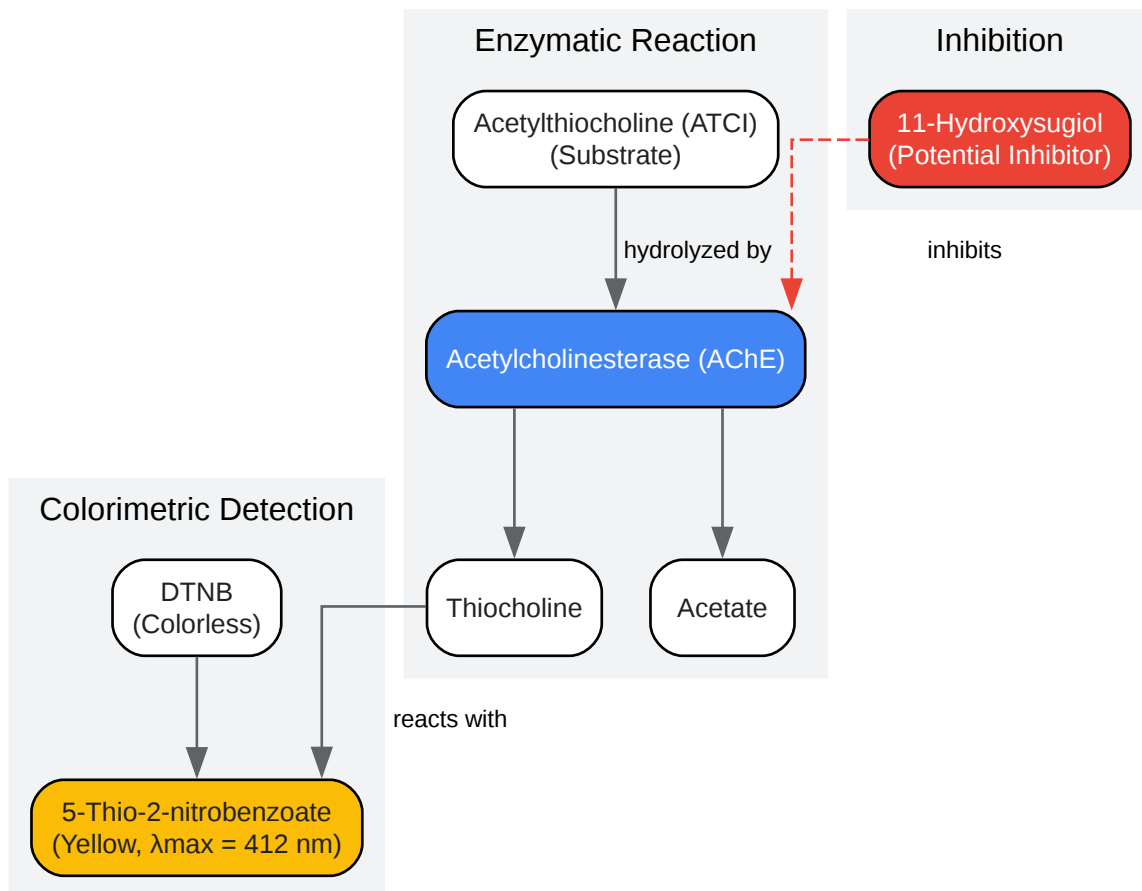 Enzymatic Reaction
Inhibition
Acetylthiocholine (ATCI)
(Substrate)
11-Hydroxysugiol
(Potential Inhibitor)
hydrolyzed by
inhibits
Acetylcholinesterase (AChE)
Colorimetric Detection
DTNB
(Colorless)
Thiocholine
Acetate
reacts with
5-Thio-2-nitrobenzoate
(Yellow, λmax = 412 nm)